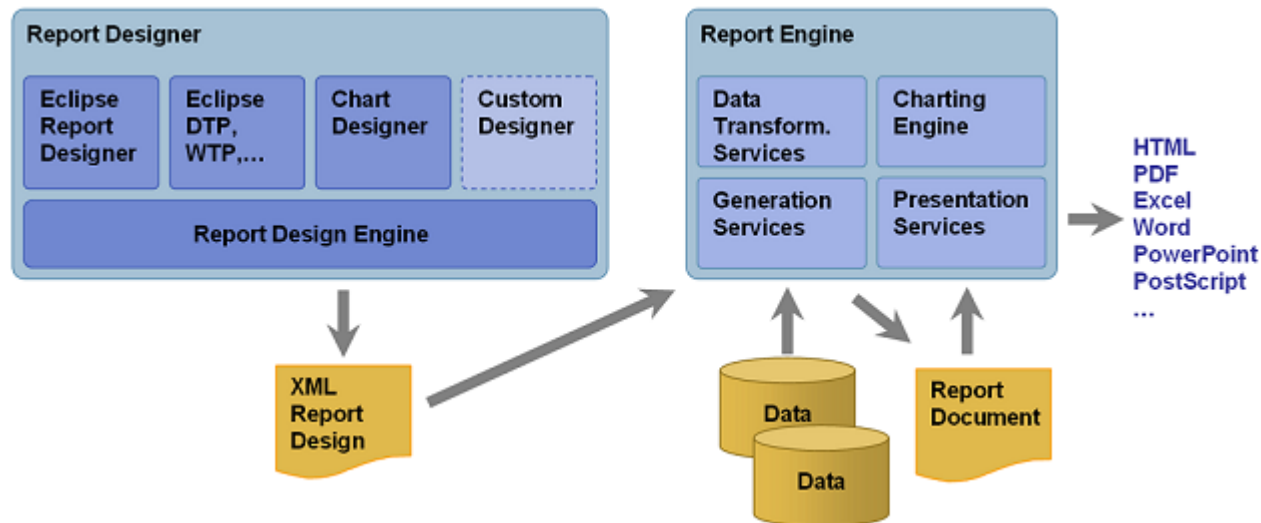 Report Designer
Eclipse
Report
Designer
Eclipse
DTP,
WTP,...
Chart
Designer
Custom
Designer
Report Design Engine
XML
Report
Design
Report Engine
Data
Transform.
Services
Charting
Engine
Generation
Services
Presentation
Services
Data
Data
Report
Document
HTML
PDF
Excel
Word
PowerPoint
PostScript
...